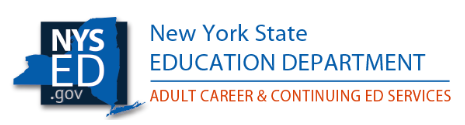 NYS
ED
.gov
New York State
EDUCATION DEPARTMENT
ADULT CAREER & CONTINUING ED SERVICES